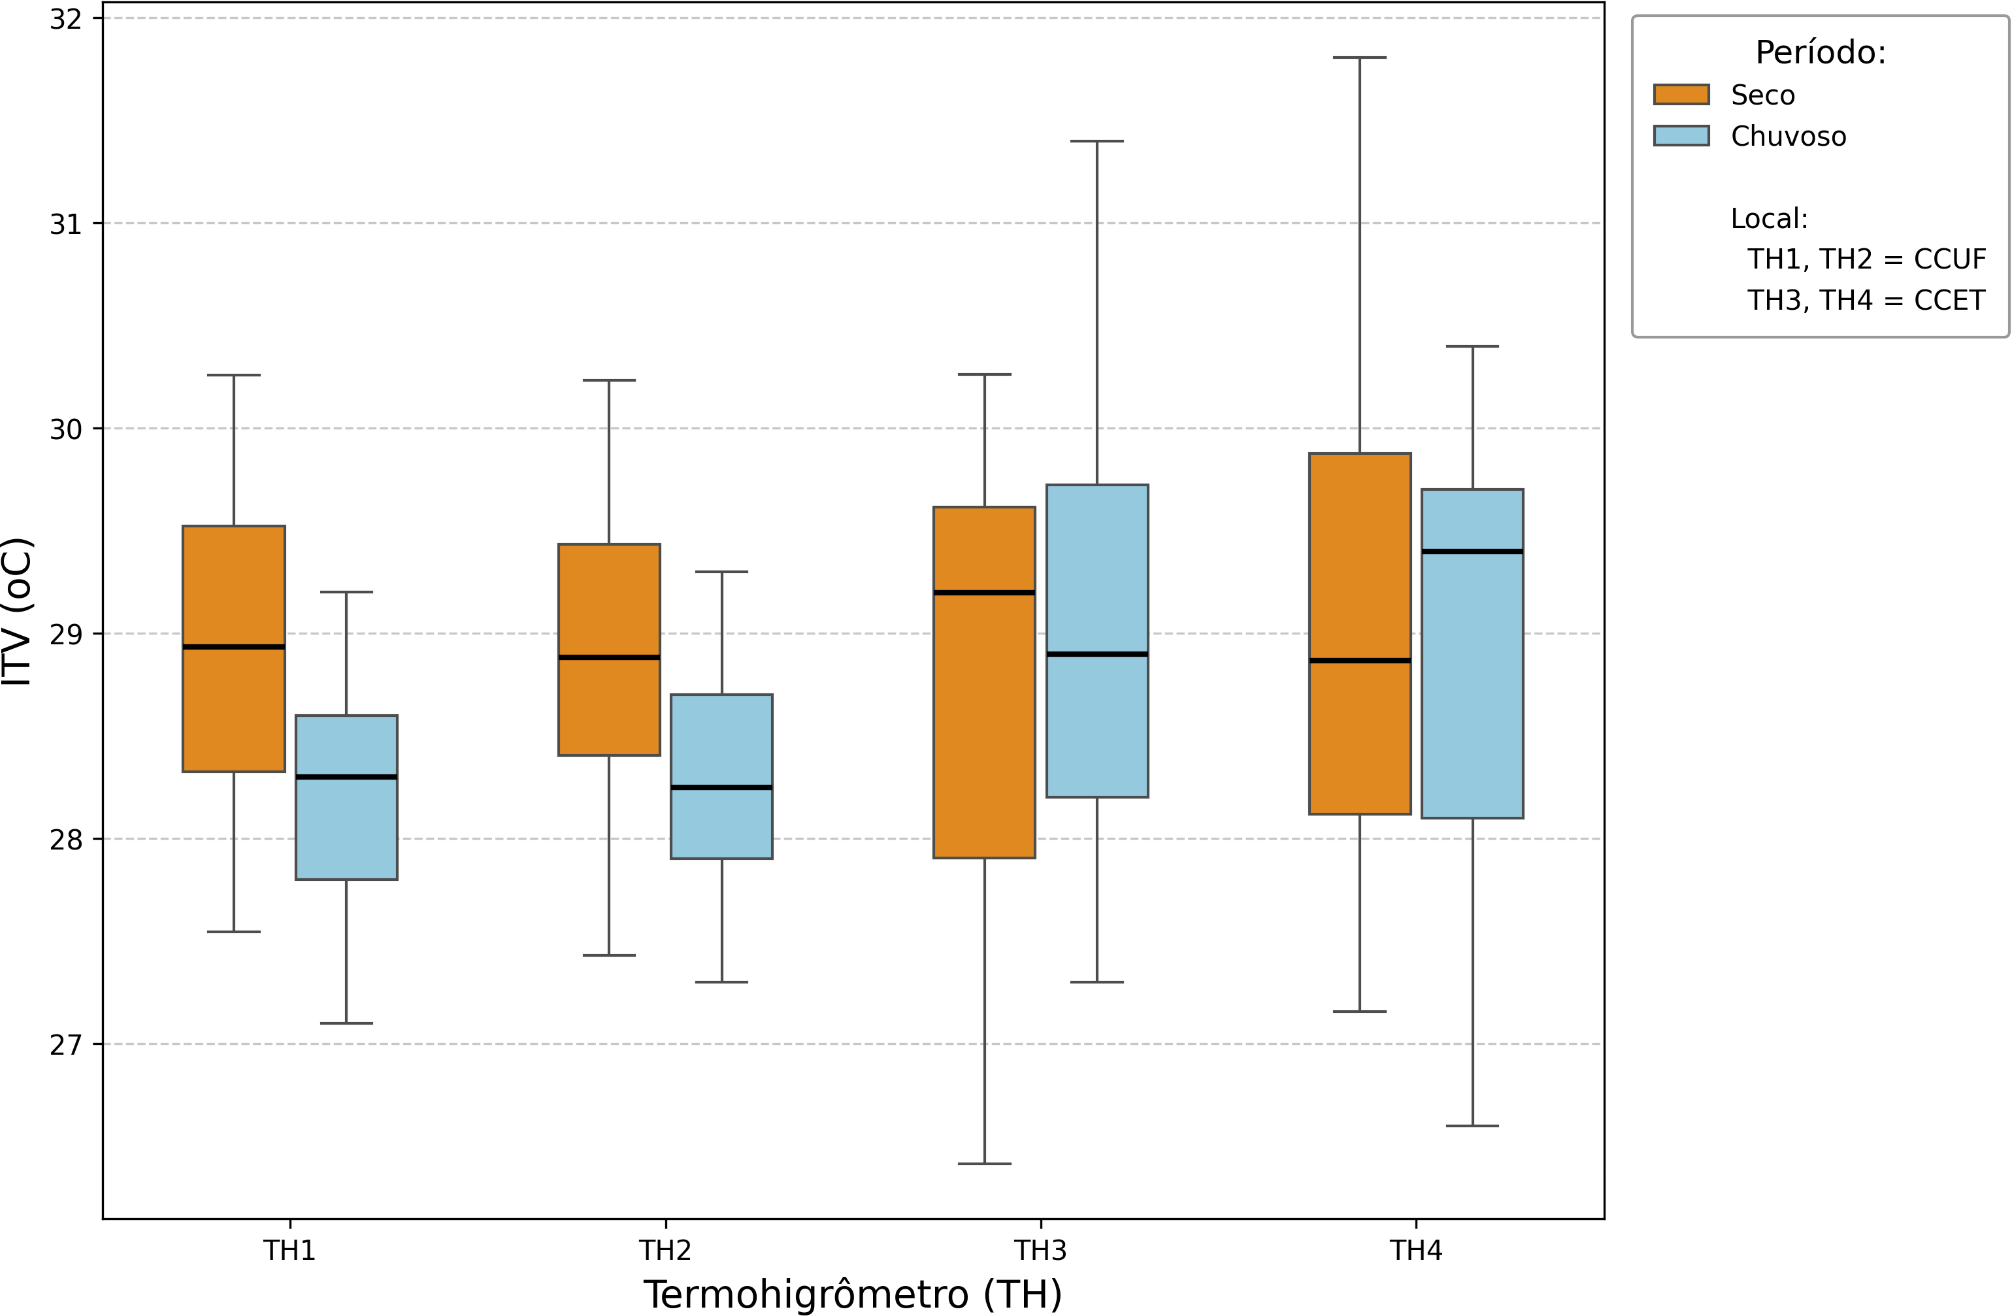 32
31
30
29
28
27
ITV (oC)
TH1
TH2
TH3
TH4
Termohigrômetro (TH)
Período:
Seco
Chuvoso
Local:
TH1, TH2 = CCUF
TH3, TH4 = CCET